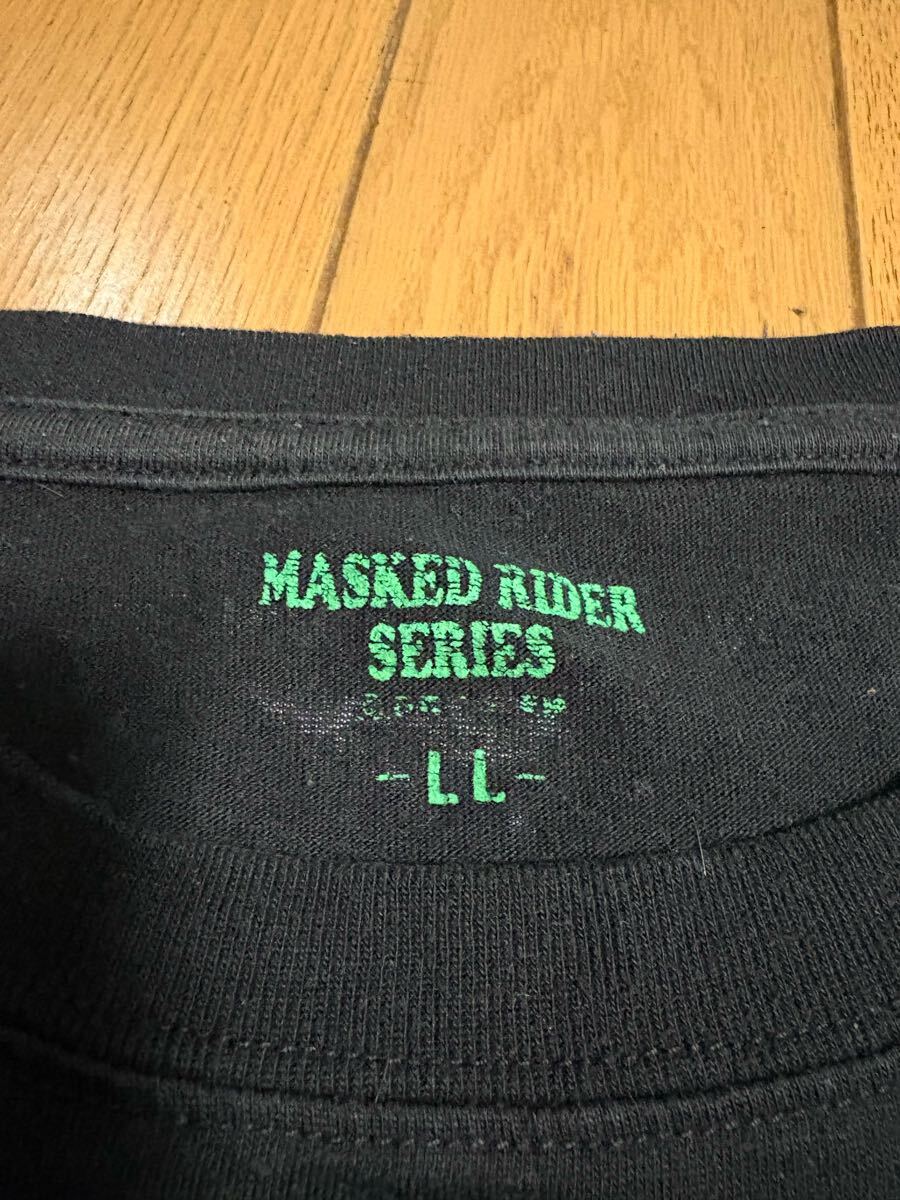 MASKED RIDER
SERIES
-LL-